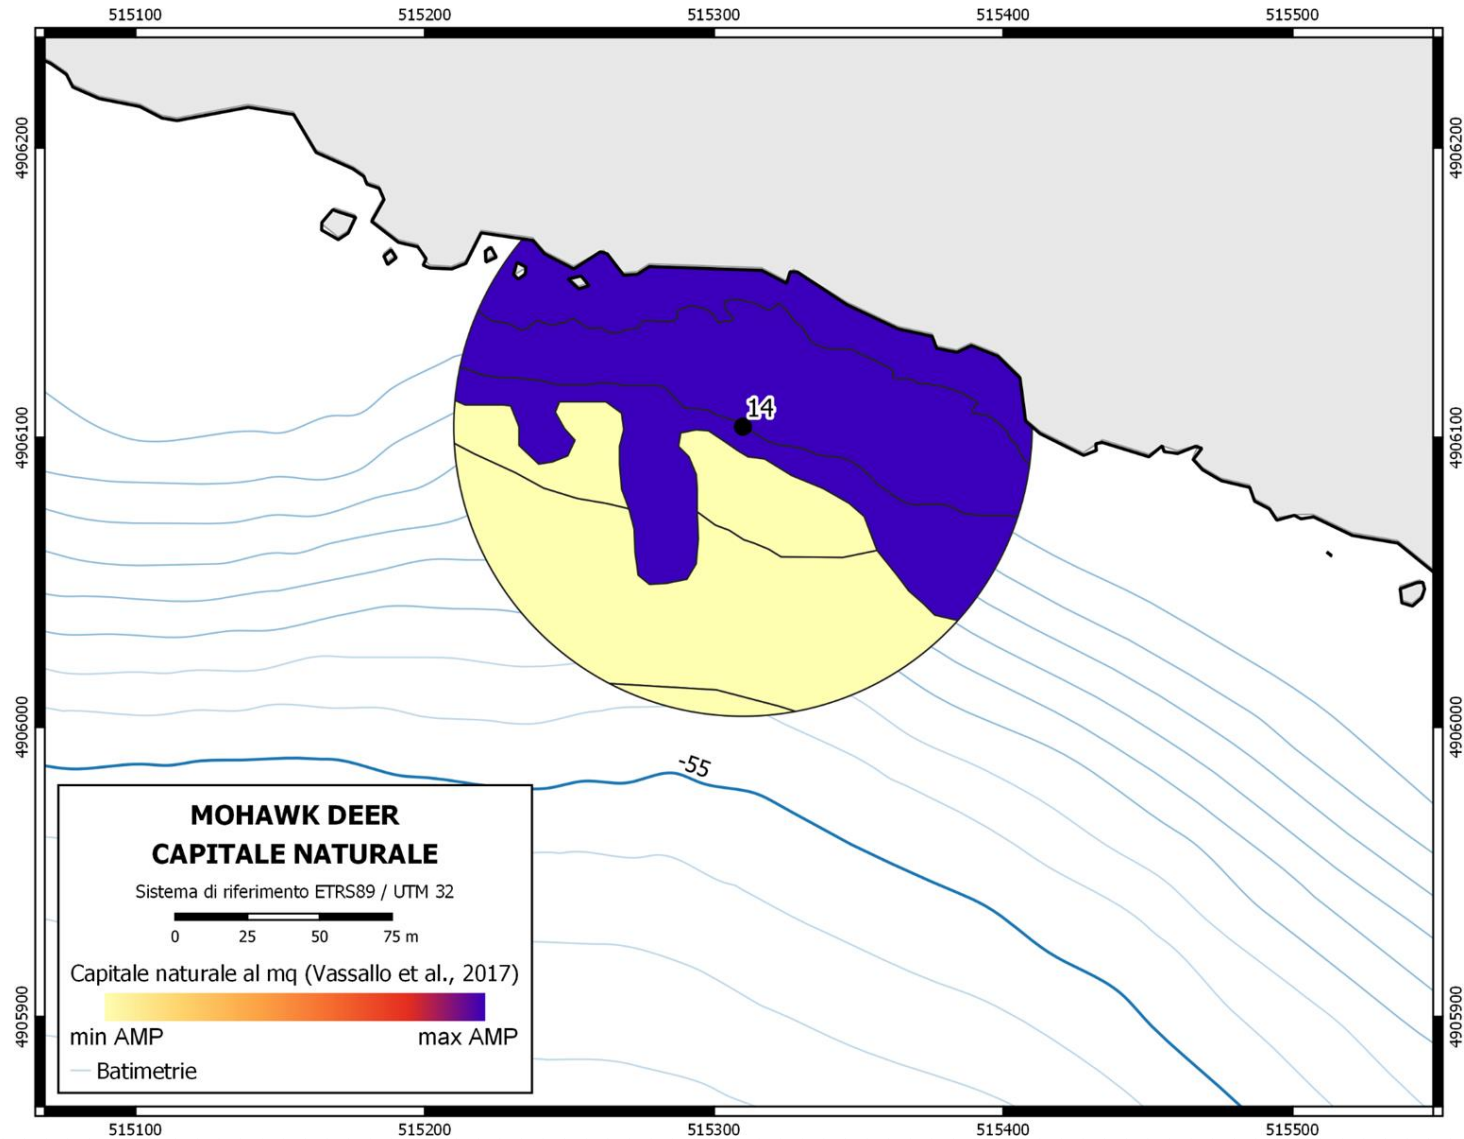 515100 515200 515300 515400 515500
4906200 4906200
14
4906100 4906100
4906000 4906000
-55
MOHAWK DEER
CAPITALE NATURALE
Sistema di riferimento ETRS89 / UTM 32
0 25 50 75 m
Capitale naturale al mq (Vassallo et al., 2017)
min AMP max AMP
Batimetrie
4905900 4905900
515100 515200 515300 515400 515500